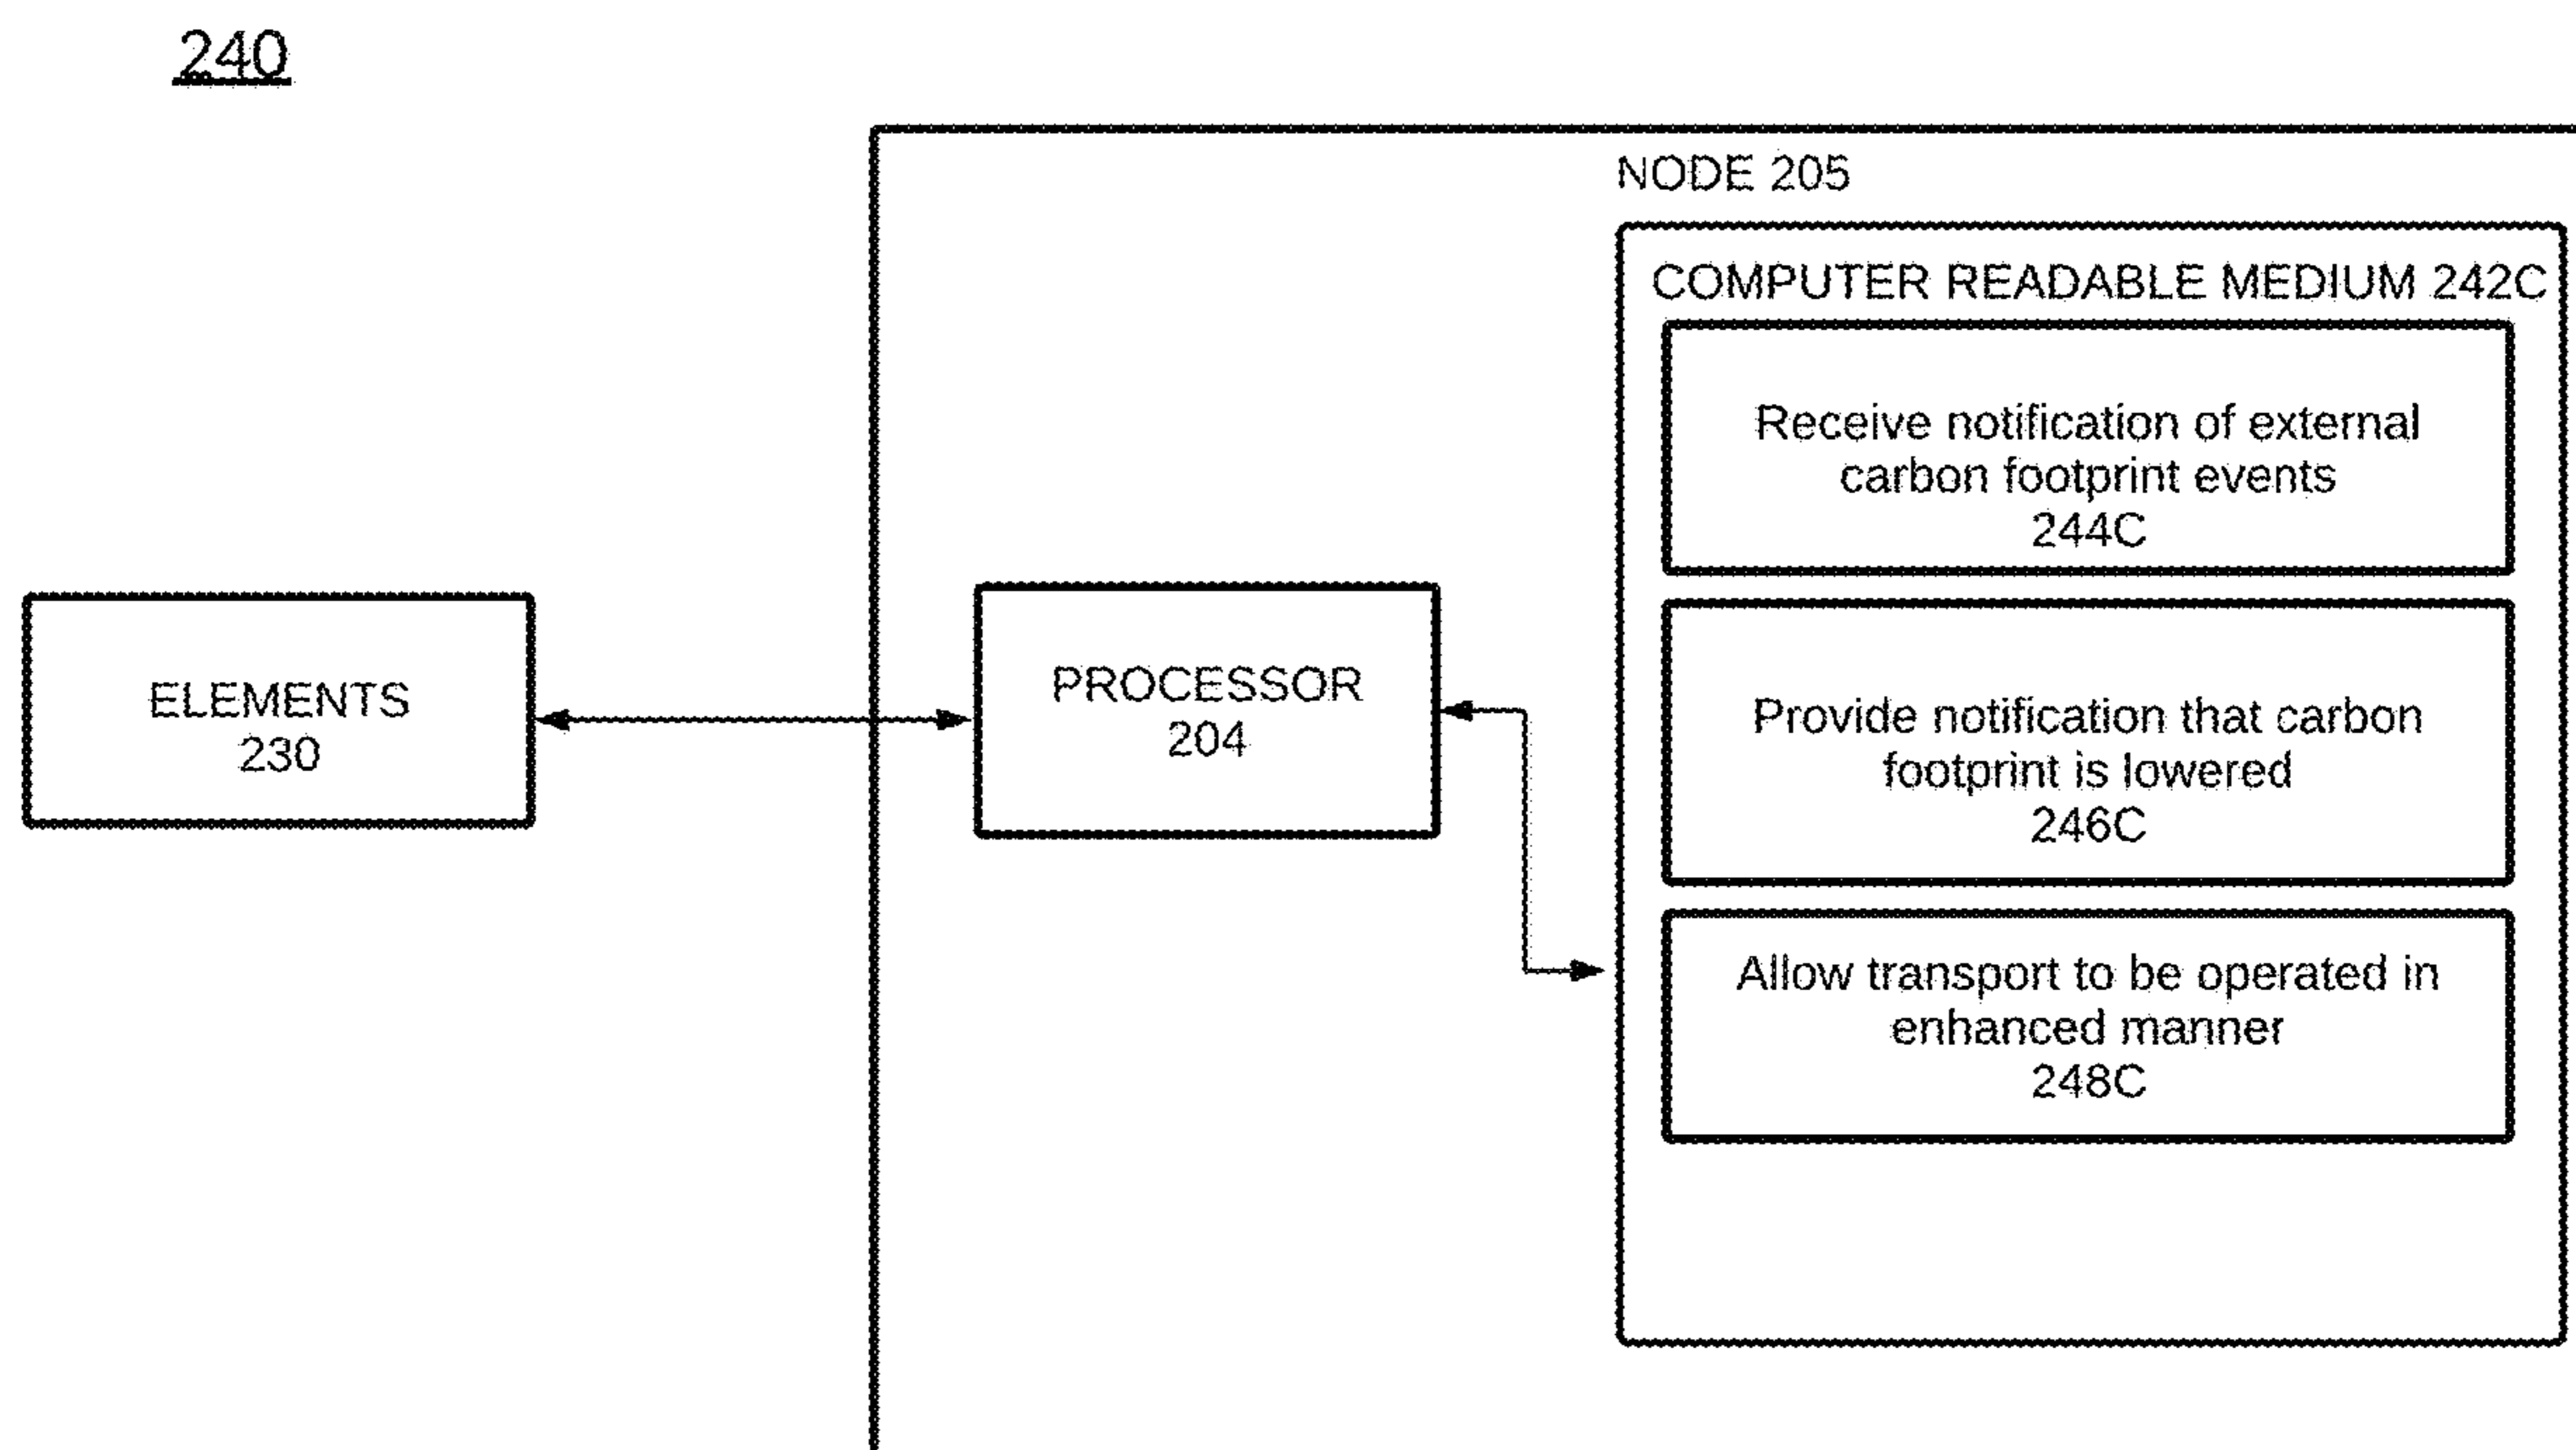 240
NODE 205
COMPUTER READABLE MEDIUM 242C
Receive notification of external
carbon footprint events
244C
ELEMENTS
230
PROCESSOR
204
Provide notification that carbon
footprint is lowered
246C
Allow transport to be operated in
enhanced manner
248C